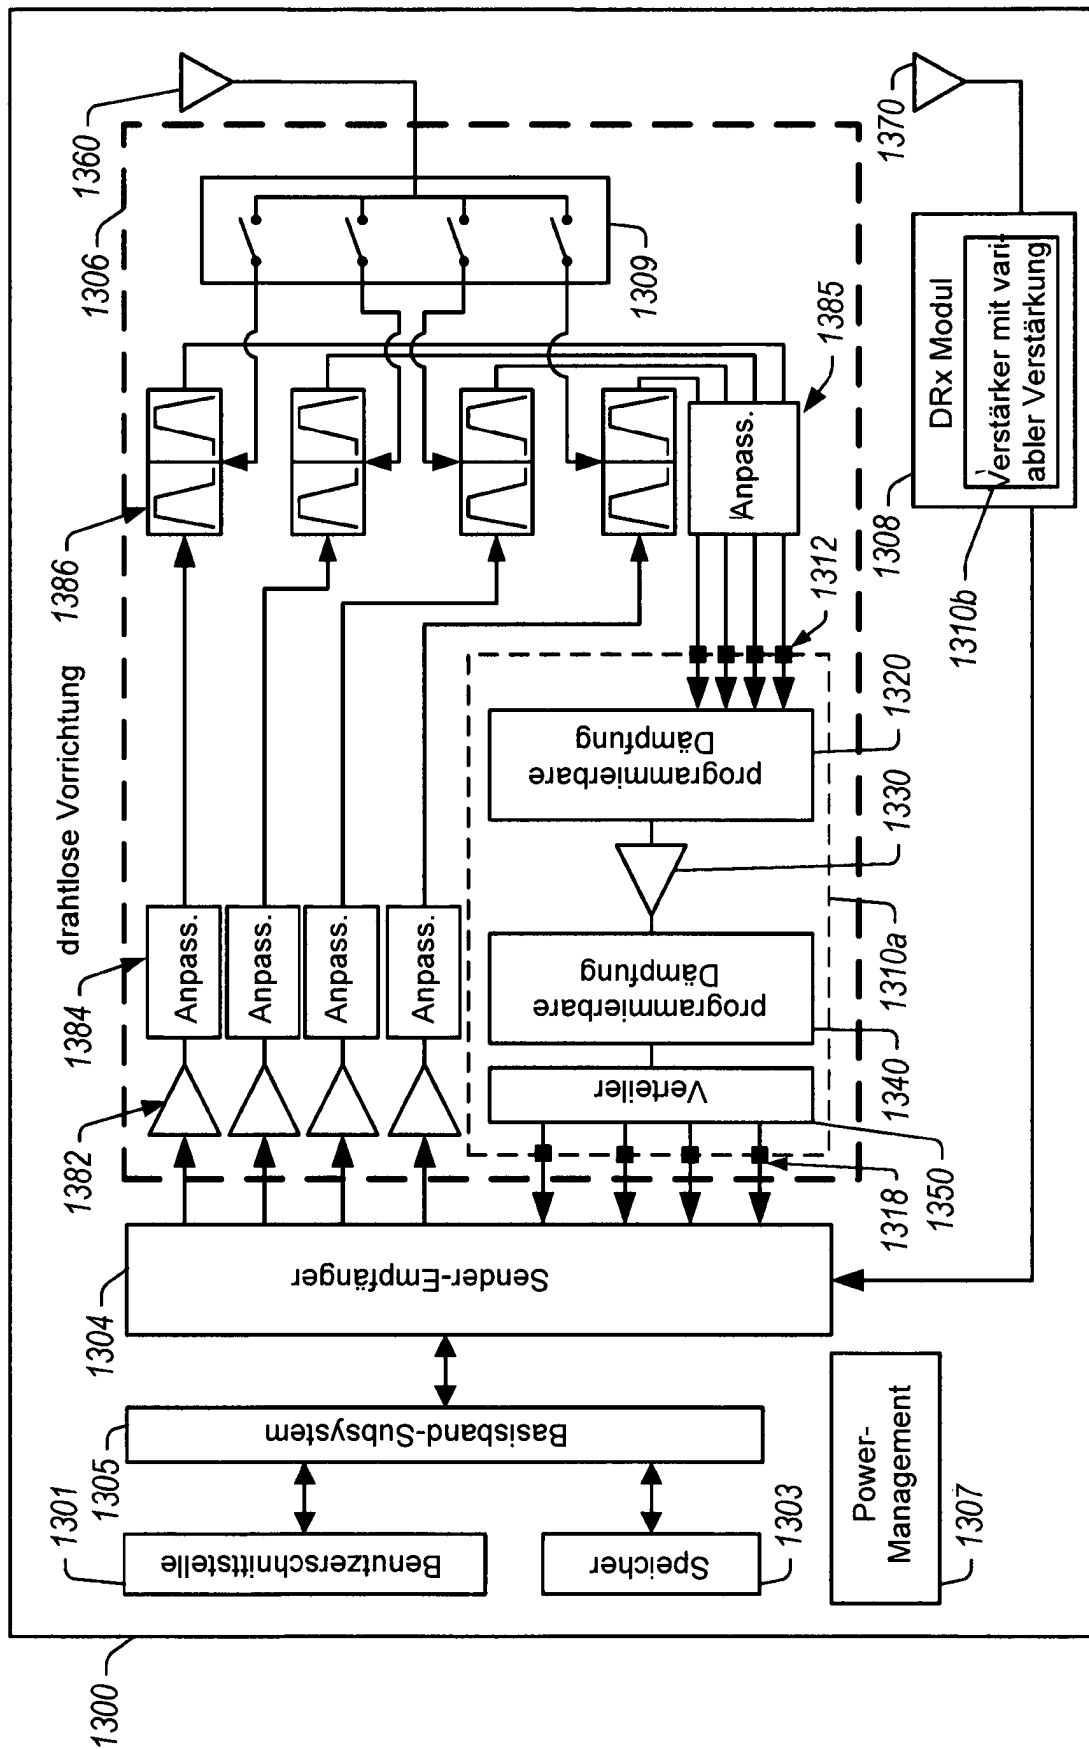 1300
drahtlose Vorrichtung
1301
Benutzerschnittstelle
Speicher
1303
1305
Basisband-Subsystem
1304
Sender-Empfänger
Power-
Management
1307
1382
1384
Anpass.
Anpass.
Anpass.
Anpass.
1386
1306
1360
1309
1385
Anpass.
1312
programmierbare
Dämpfung
1320
1330
programmierbare
Dämpfung
1340
1310a
Verteiler
1350
1318
1370
DRx Modul
Verstärker mit vari-
abler Verstärkung
1308
1310b